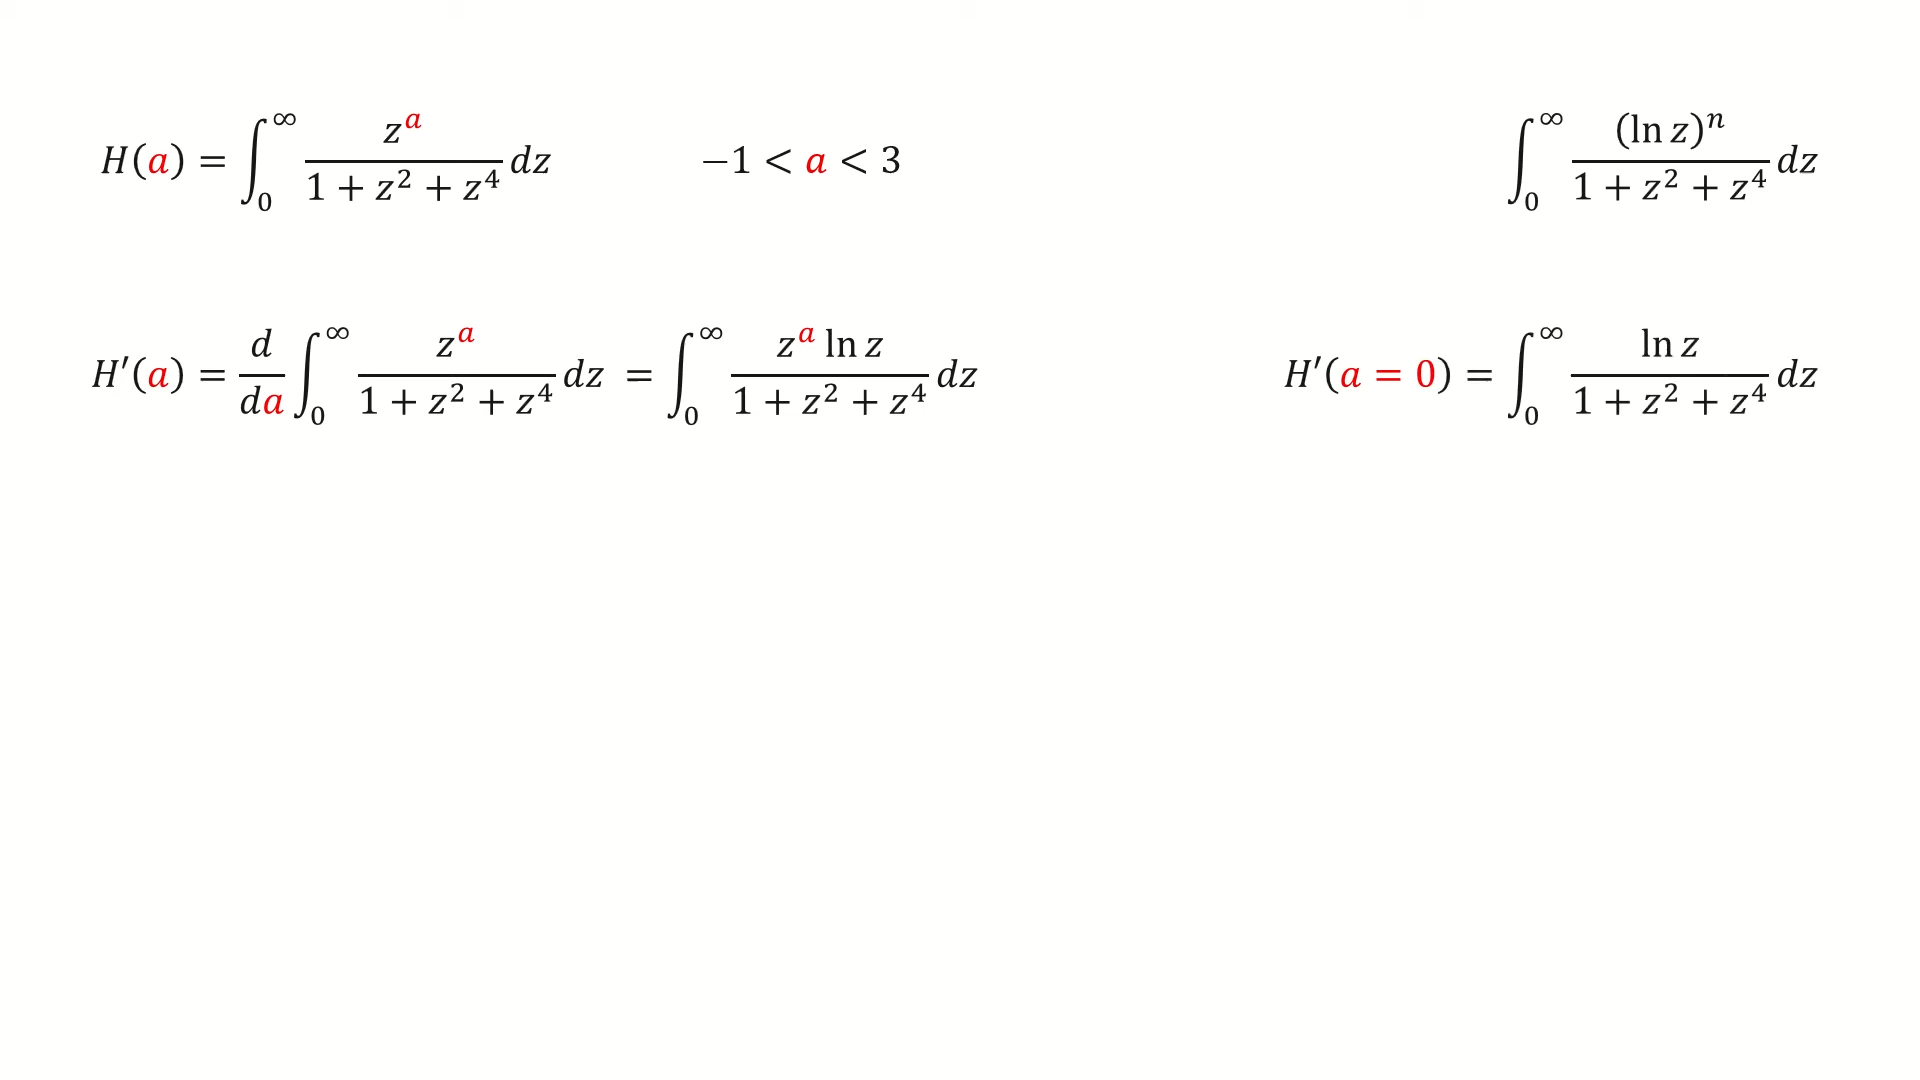 H(a) = ∫₀^∞ z^a / (1 + z² + z⁴) dz −1 < a < 3 ∫₀^∞ (ln z)^n / (1 + z² + z⁴) dz
H′(a) = d/da ∫₀^∞ z^a / (1 + z² + z⁴) dz = ∫₀^∞ z^a ln z / (1 + z² + z⁴) dz H′(a = 0) = ∫₀^∞ ln z / (1 + z² + z⁴) dz